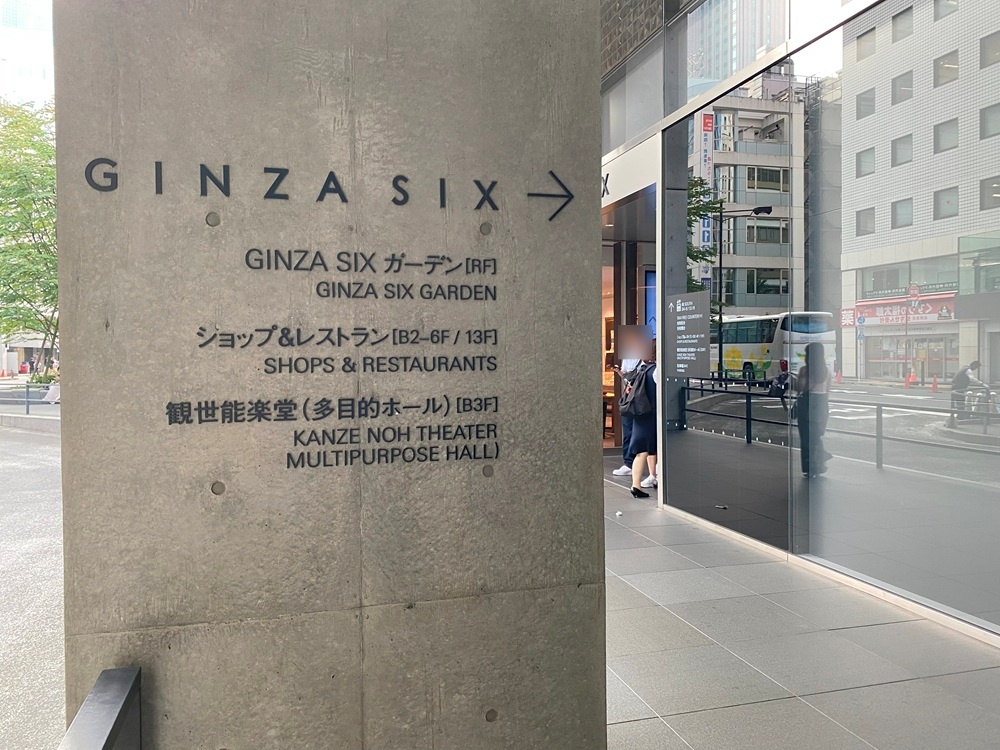 GINZA SIX →
GINZA SIX ガーデン[RF]
GINZA SIX GARDEN
ショップ&レストラン[B2–6F / 13F]
SHOPS & RESTAURANTS
観世能楽堂(多目的ホール)[B3F]
KANZE NOH THEATER
MULTIPURPOSE HALL)
X